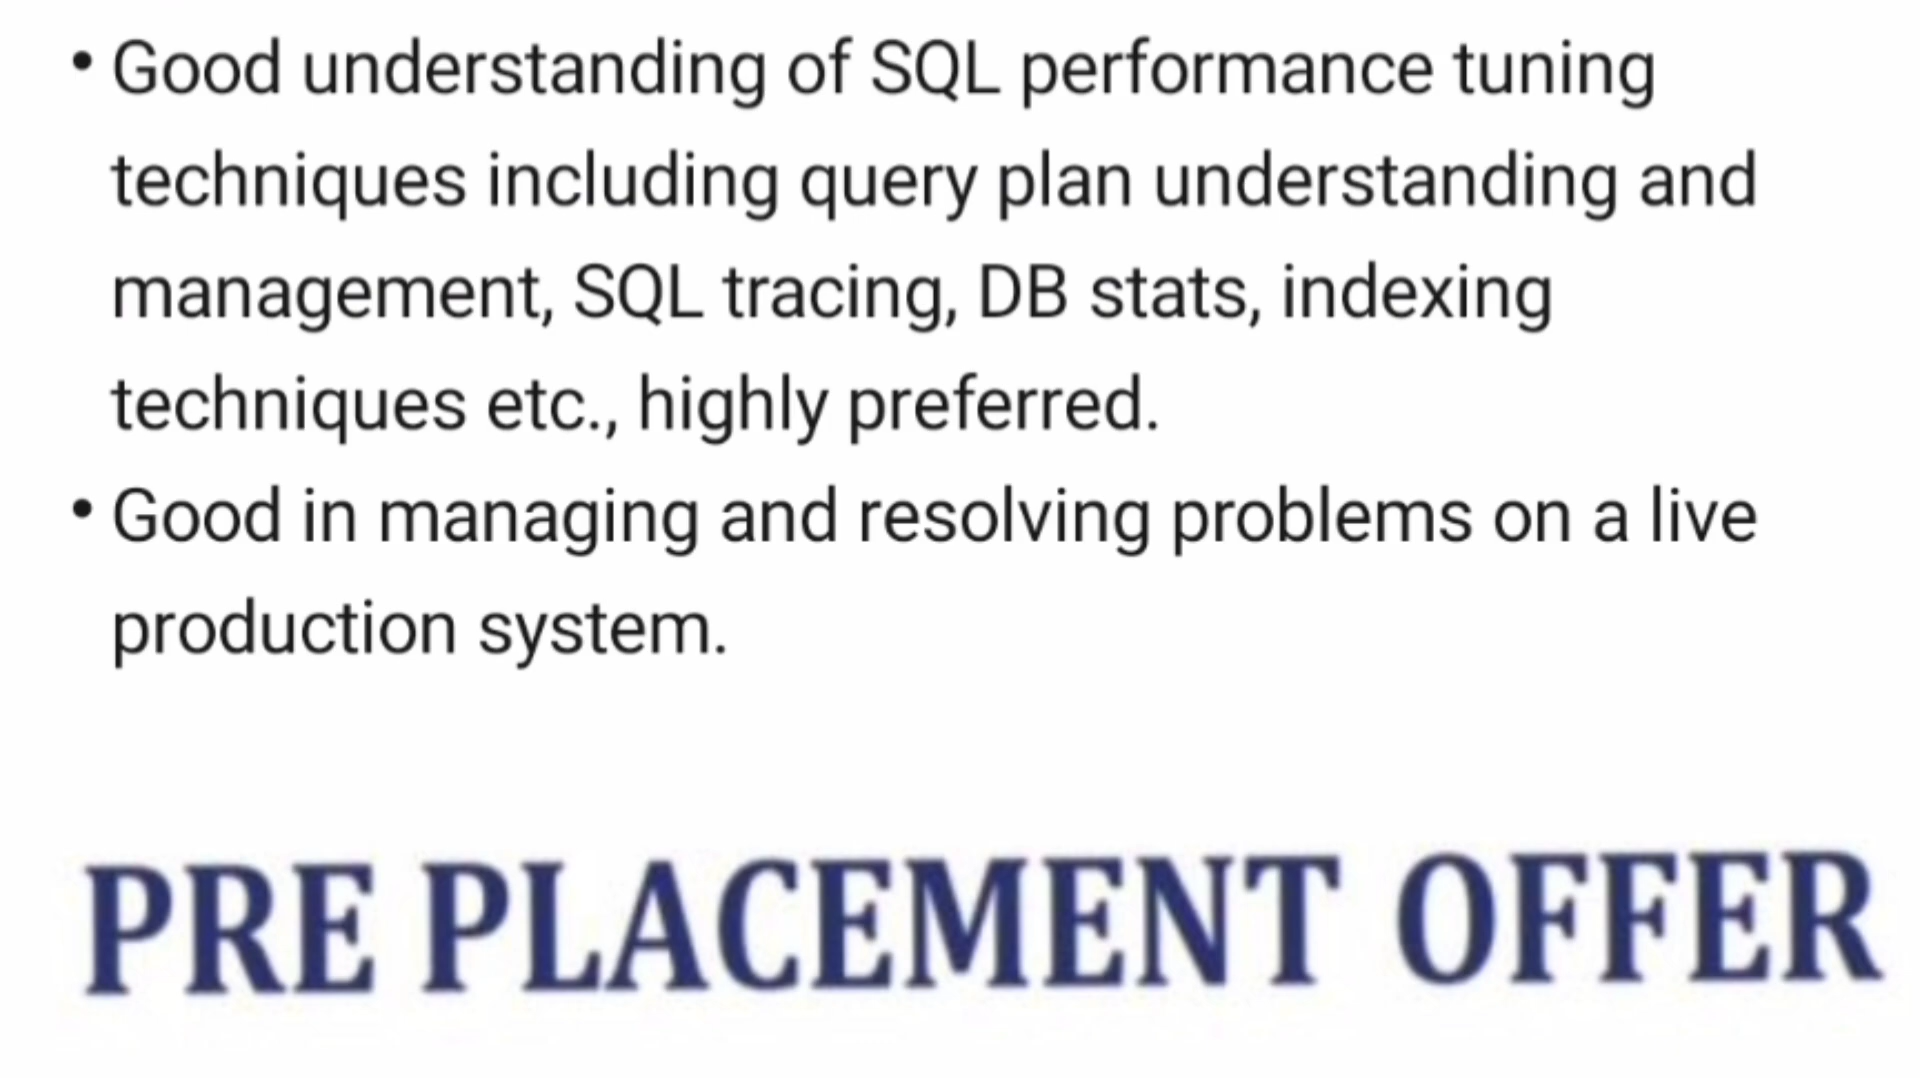 • Good understanding of SQL performance tuning
techniques including query plan understanding and
management, SQL tracing, DB stats, indexing
techniques etc., highly preferred.
• Good in managing and resolving problems on a live
production system.
PRE PLACEMENT OFFER